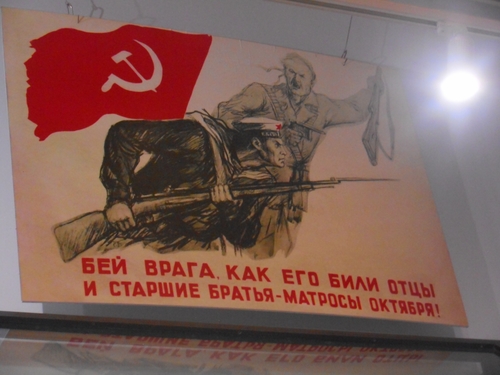 БЕЙ ВРАГА, КАК ЕГО БИЛИ ОТЦЫ
И СТАРШИЕ БРАТЬЯ-МАТРОСЫ ОКТЯБРЯ!